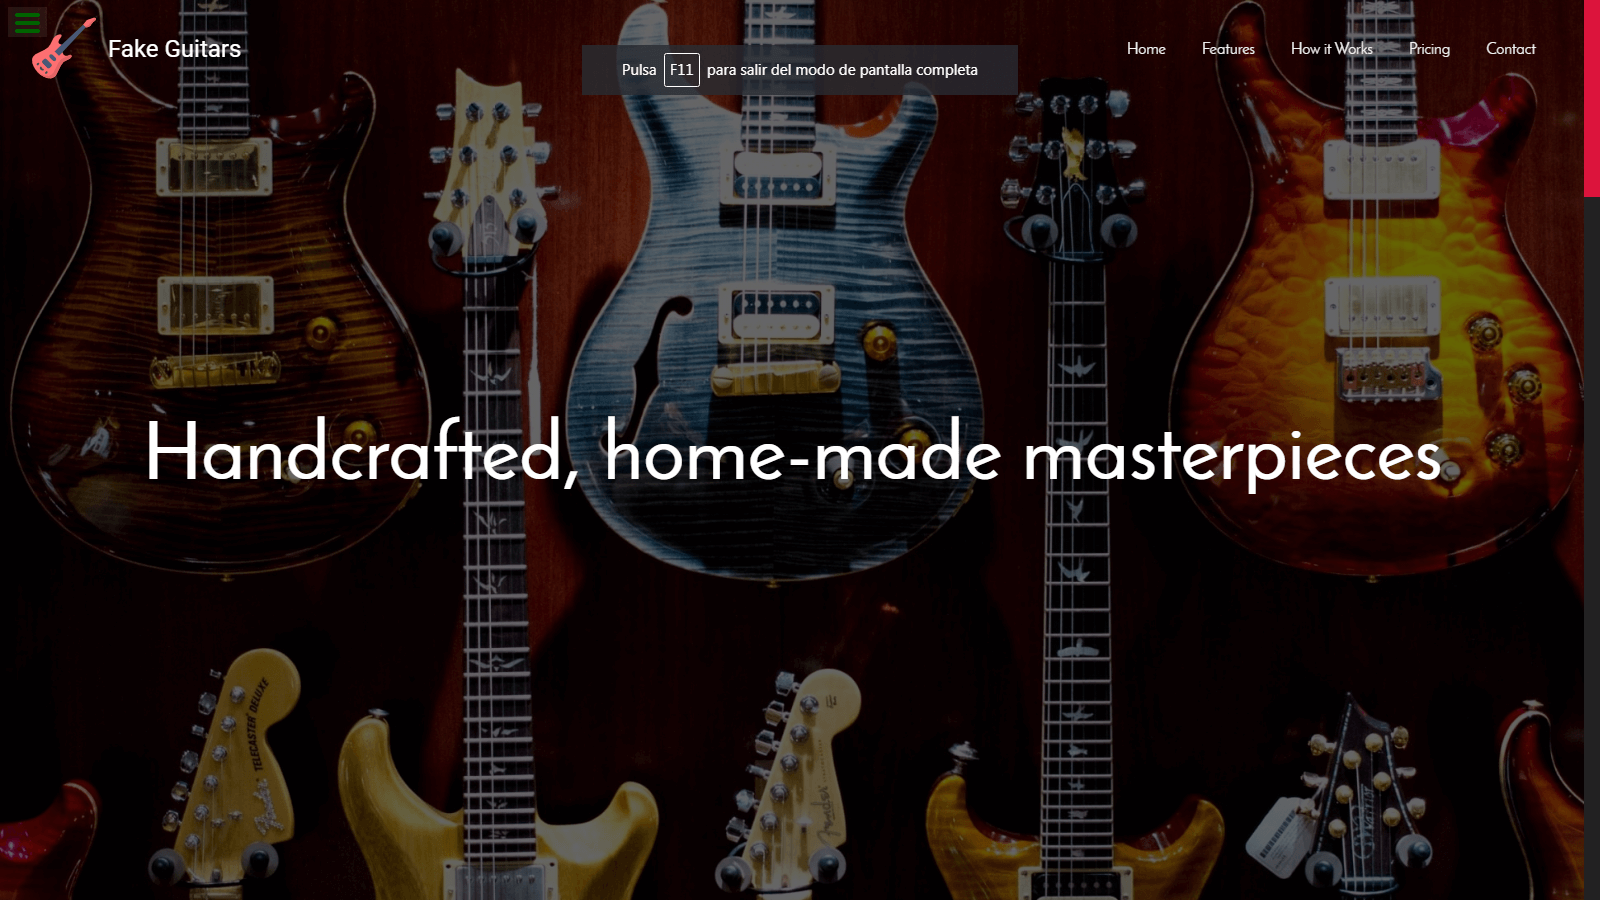 Fake Guitars
Home Features How it Works Pricing Contact
Pulsa F11 para salir del modo de pantalla completa
Handcrafted, home-made masterpieces
TELECASTER DELUXE
Fender
Fender